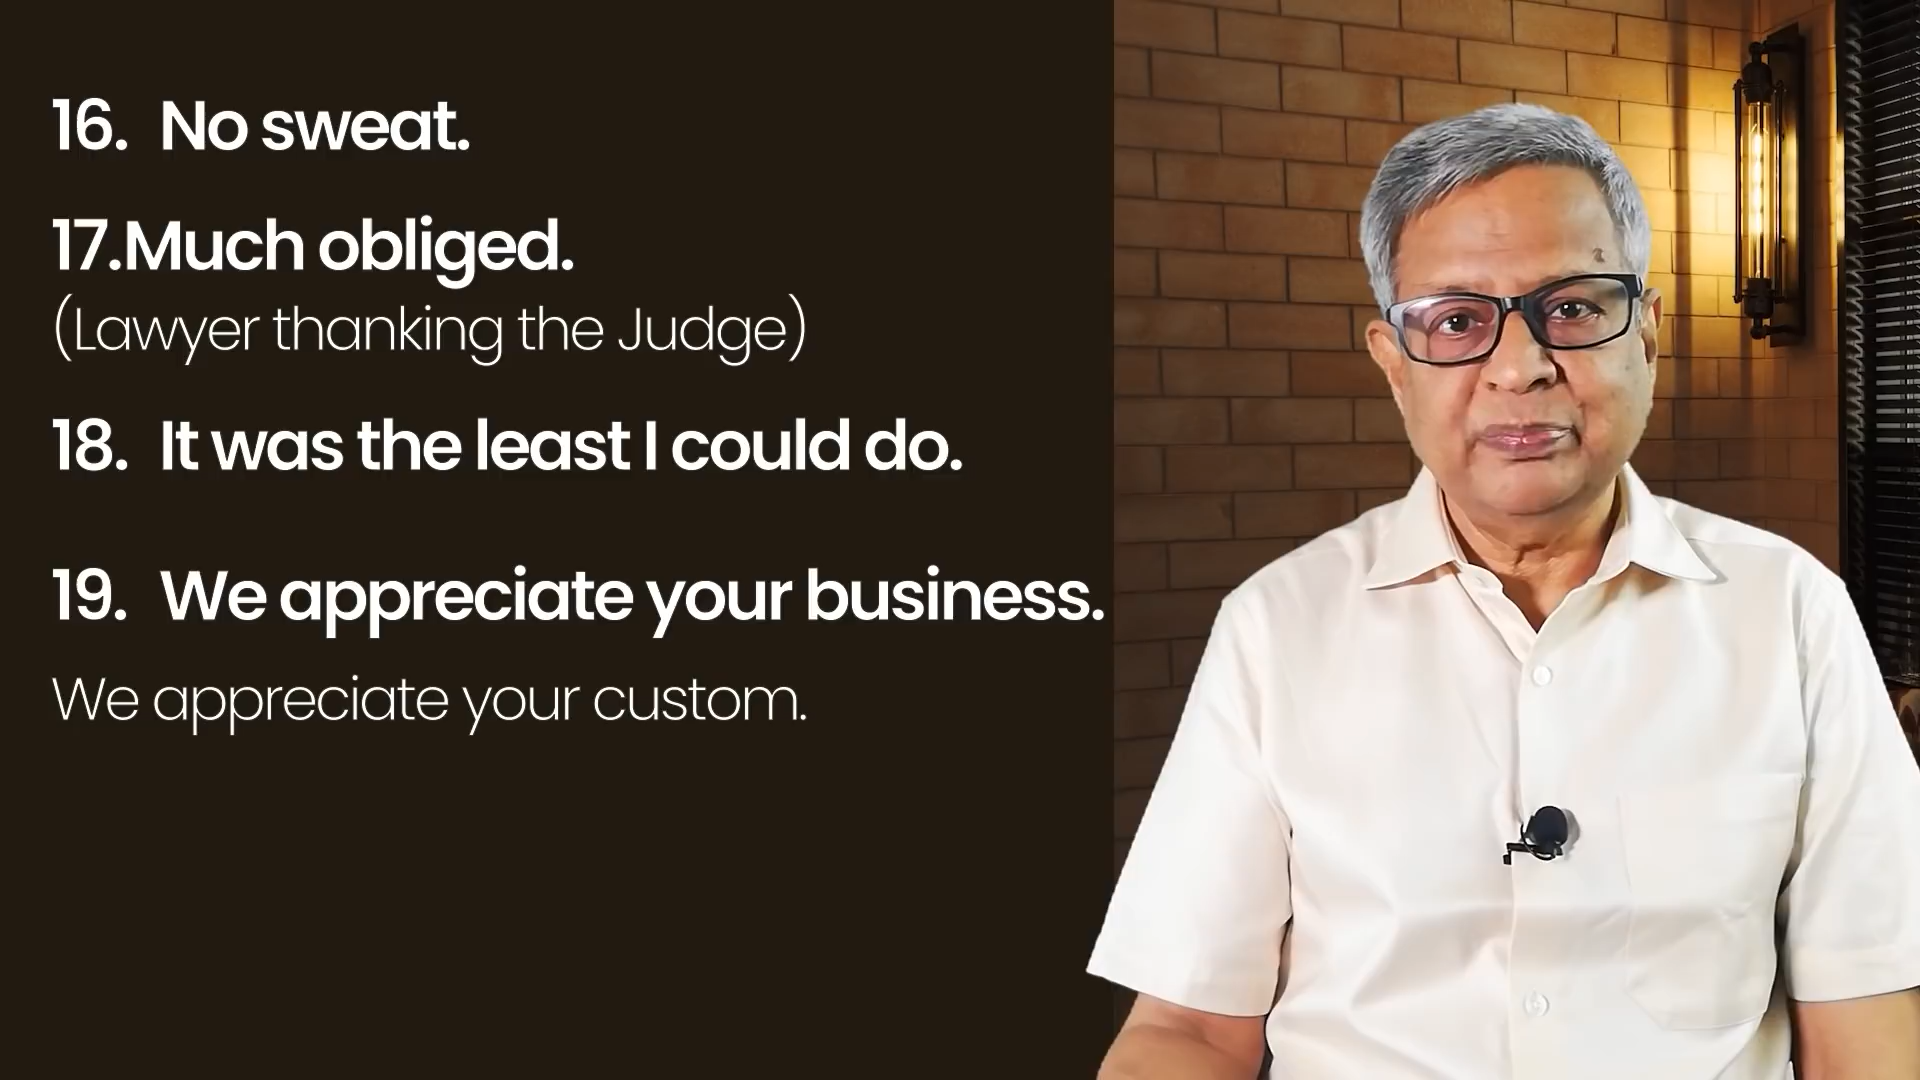 16. No sweat.
17.Much obliged.
(Lawyer thanking the Judge)
18. It was the least I could do.
19. We appreciate your business.
We appreciate your custom.